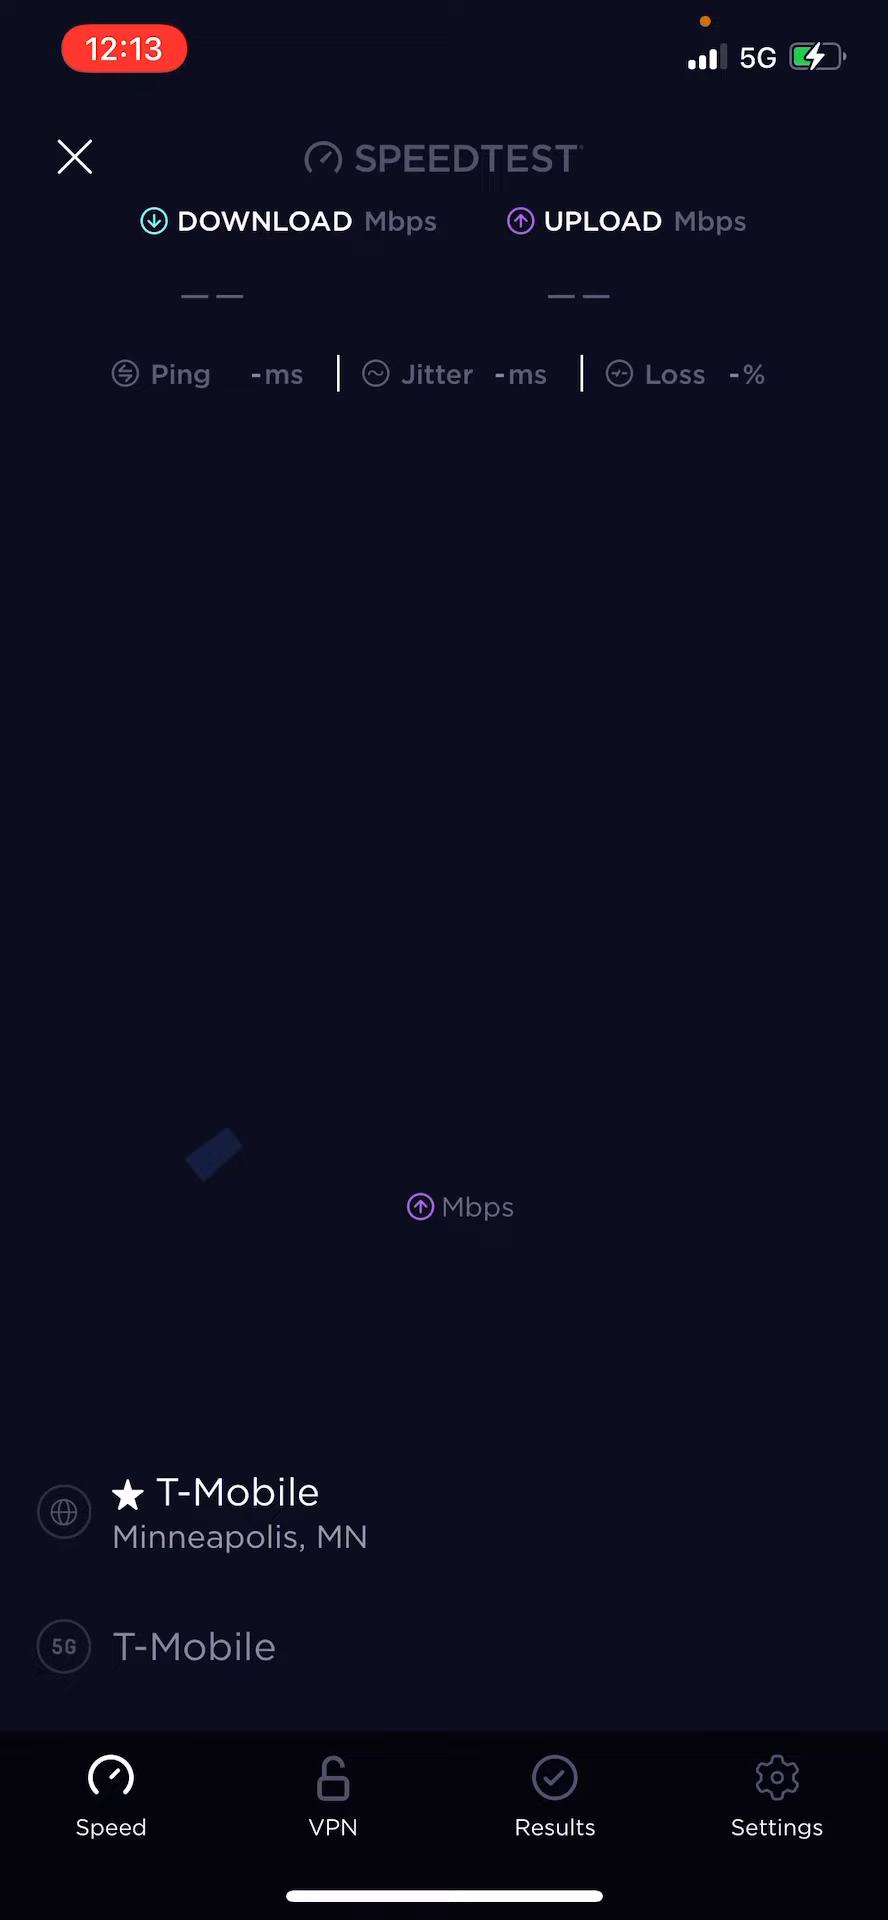 12:13
5G
SPEEDTEST
DOWNLOAD Mbps
UPLOAD Mbps
— —
— —
Ping -ms
Jitter -ms
Loss -%
Mbps
★ T-Mobile
Minneapolis, MN
5G T-Mobile
Speed
VPN
Results
Settings